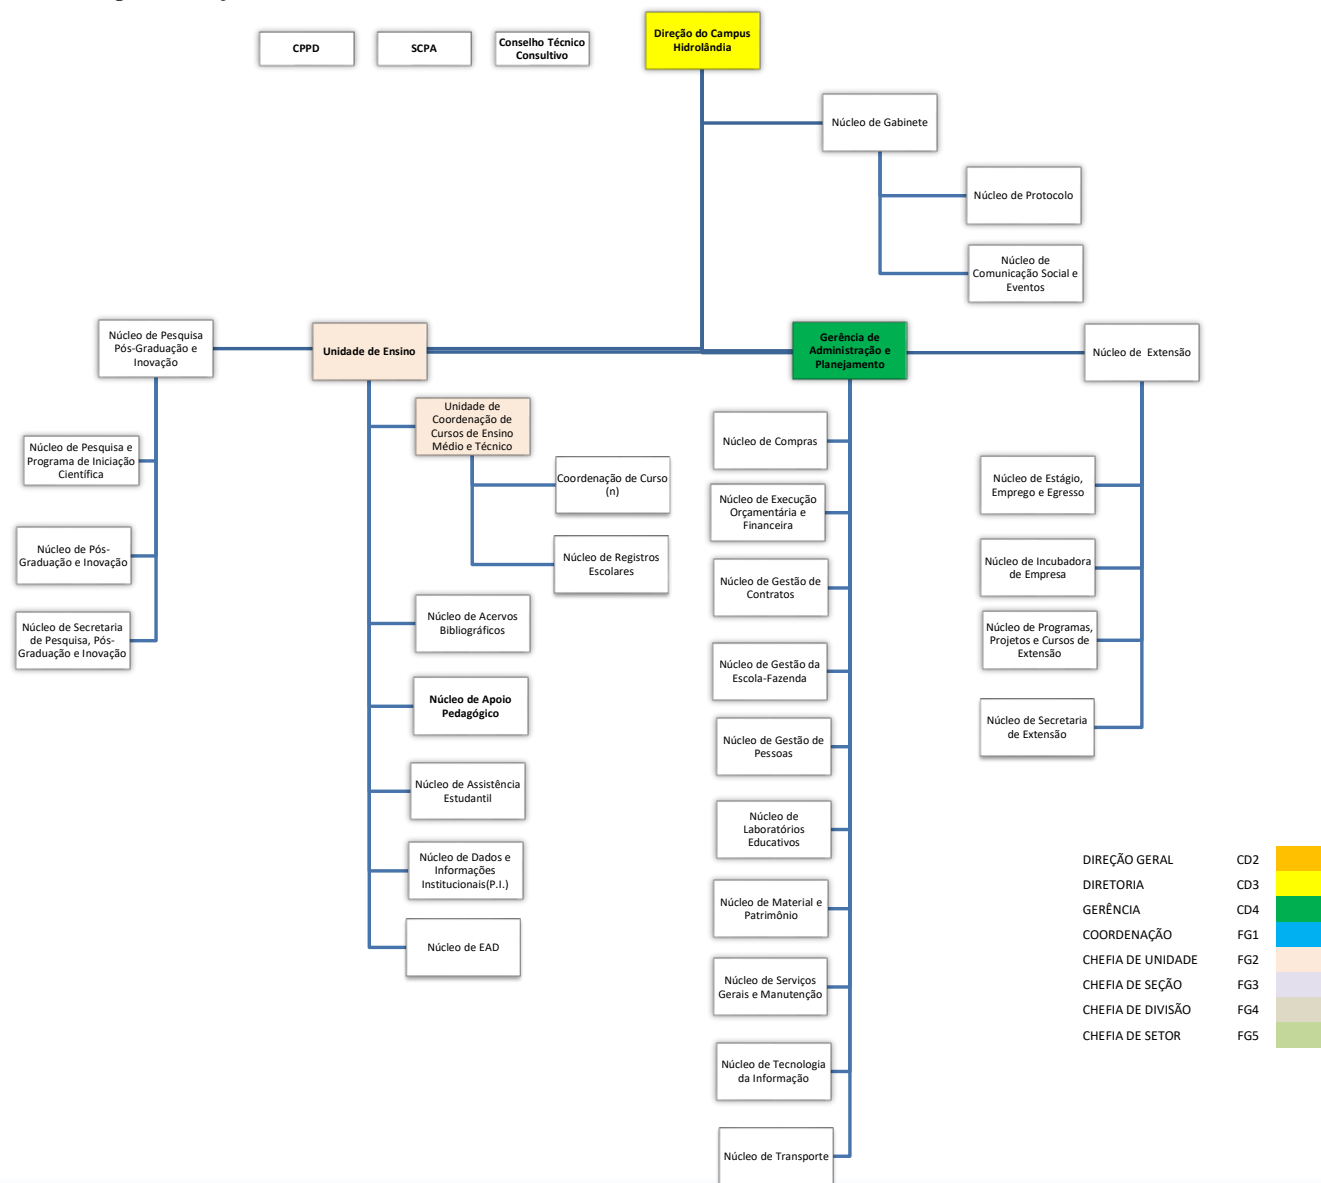 CPPD
SCPA
Conselho Técnico
Consultivo
Direção do Campus
Hidrolândia
Núcleo de Gabinete
Núcleo de Protocolo
Núcleo de
Comunicação Social e
Eventos
Núcleo de Pesquisa
Pós-Graduação e
Inovação
Unidade de Ensino
Gerência de
Administração e
Planejamento
Núcleo de  Extensão
Núcleo de Pesquisa e
Programa de Iniciação
Científica
Núcleo de Pós-
Graduação e Inovação
Núcleo de Secretaria
de Pesquisa, Pós-
Graduação e Inovação
Unidade de
Coordenação de
Cursos de Ensino
Médio e Técnico
Coordenação de Curso
(n)
Núcleo de Registros
Escolares
Núcleo de Acervos
Bibliográficos
Núcleo de Apoio
Pedagógico
Núcleo de Assistência
Estudantil
Núcleo de Dados e
Informações
Institucionais(P.I.)
Núcleo de EAD
Núcleo de Compras
Núcleo de Execução
Orçamentária e
Financeira
Núcleo de Gestão de
Contratos
Núcleo de Gestão da
Escola-Fazenda
Núcleo de Gestão de
Pessoas
Núcleo de
Laboratórios
Educativos
Núcleo de Material e
Patrimônio
Núcleo de Serviços
Gerais e Manutenção
Núcleo de Tecnologia
da Informação
Núcleo de Transporte
Núcleo de Estágio,
Emprego e Egresso
Núcleo de Incubadora
de Empresa
Núcleo de Programas,
Projetos e Cursos de
Extensão
Núcleo de Secretaria
de Extensão
DIREÇÃO GERAL CD2
DIRETORIA CD3
GERÊNCIA CD4
COORDENAÇÃO FG1
CHEFIA DE UNIDADE FG2
CHEFIA DE SEÇÃO FG3
CHEFIA DE DIVISÃO FG4
CHEFIA DE SETOR FG5